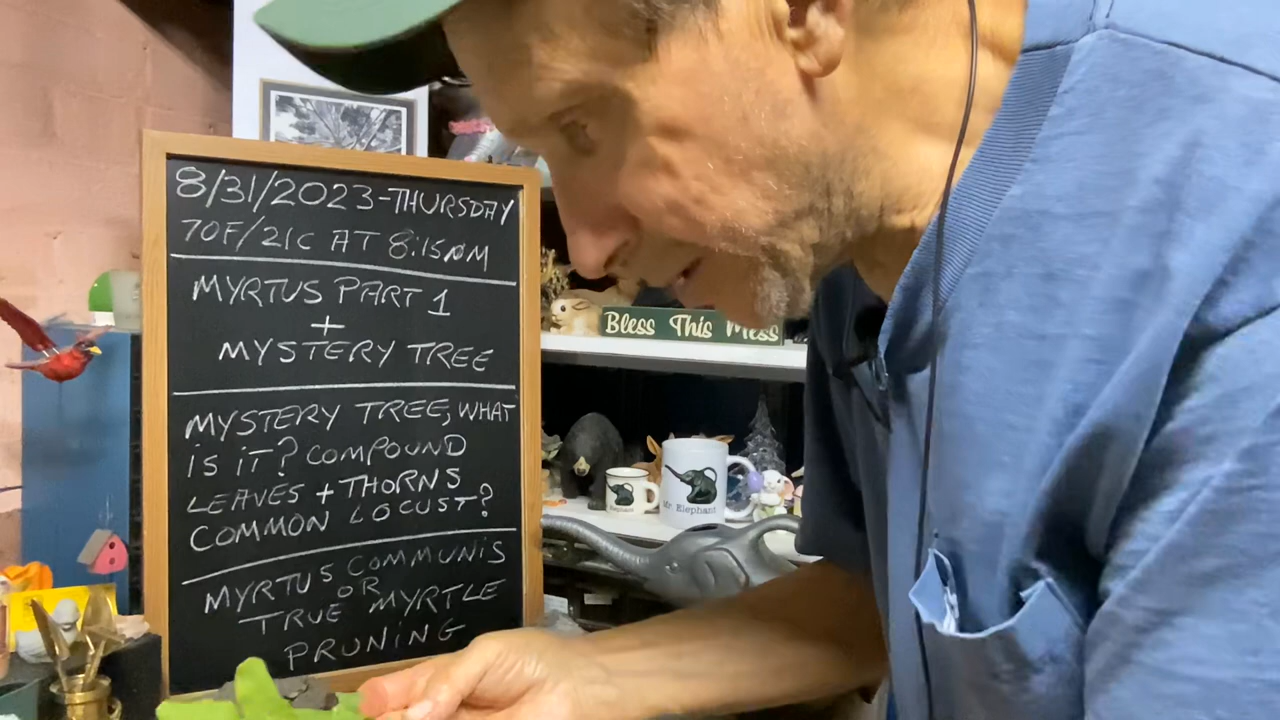 8/31/2023-THURSDAY
70F/21C AT 8:15AM
MYRTUS PART 1
+
MYSTERY TREE
MYSTERY TREE, WHAT
IS IT? COMPOUND
LEAVES + THORNS
COMMON LOCUST?
MYRTUS COMMUNIS
OR
TRUE MYRTLE
PRUNING
Bless This Mess
Mr. Elephant
Elephant